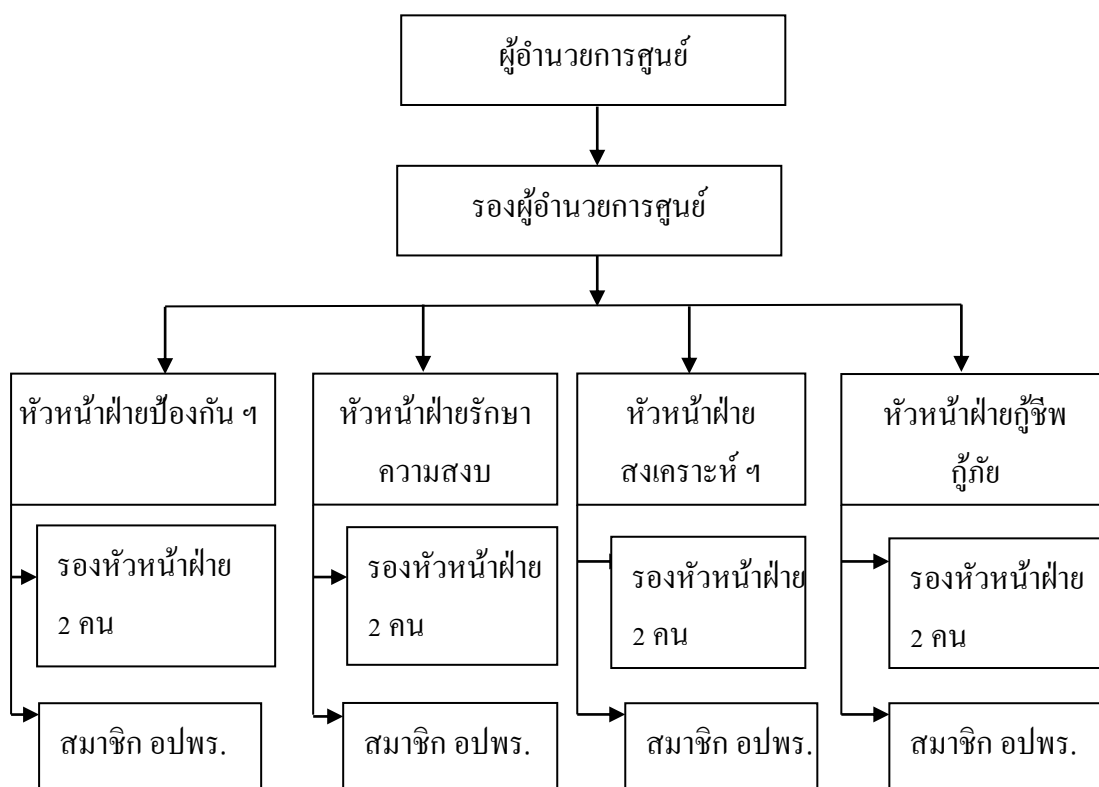 ผู้อำนวยการศูนย์
รองผู้อำนวยการศูนย์
หัวหน้าฝ่ายป้องกัน ฯ
หัวหน้าฝ่ายรักษา
ความสงบ
หัวหน้าฝ่าย
สงเคราะห์ ฯ
หัวหน้าฝ่ายกู้ชีพ
กู้ภัย
รองหัวหน้าฝ่าย
2 คน
รองหัวหน้าฝ่าย
2 คน
รองหัวหน้าฝ่าย
2 คน
รองหัวหน้าฝ่าย
2 คน
สมาชิก อปพร.
สมาชิก อปพร.
สมาชิก อปพร.
สมาชิก อปพร.